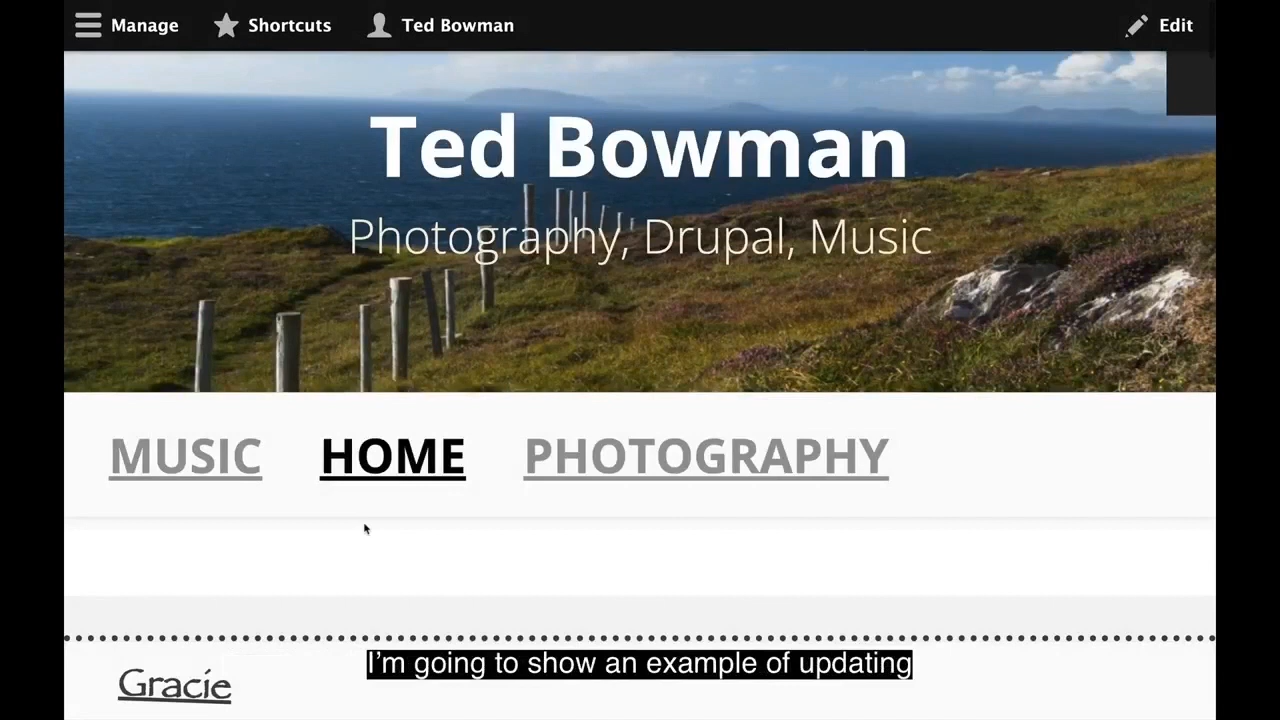 Manage Shortcuts Ted Bowman Edit
Ted Bowman
Photography, Drupal, Music
MUSIC HOME PHOTOGRAPHY
I'm going to show an example of updating
Gracie